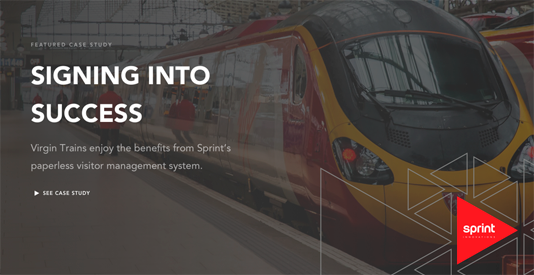 FEATURED CASE STUDY
SIGNING INTO
SUCCESS
Virgin Trains enjoy the benefits from Sprint's
paperless visitor management system.
▶ SEE CASE STUDY
sprint